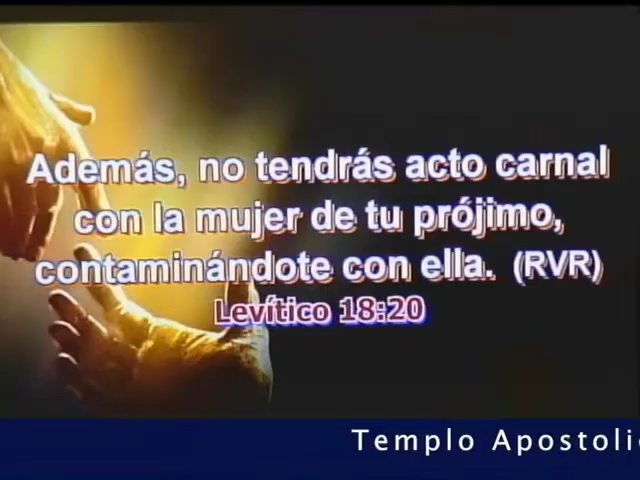 Además, no tendrás acto carnal
con la mujer de tu prójimo,
contaminándote con ella. (RVR)
Levítico 18:20
Templo Apostoli